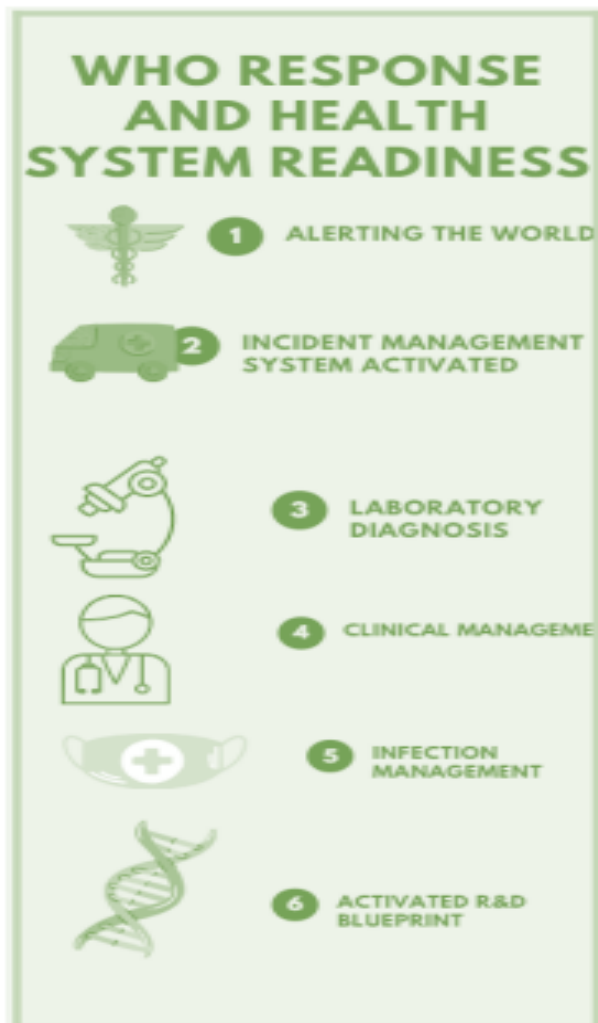 WHO RESPONSE
AND HEALTH
SYSTEM READINESS
1 ALERTING THE WORLD
2 INCIDENT MANAGEMENT
SYSTEM ACTIVATED
3 LABORATORY
DIAGNOSIS
4 CLINICAL MANAGEME
5 INFECTION
MANAGEMENT
6 ACTIVATED R&D
BLUEPRINT